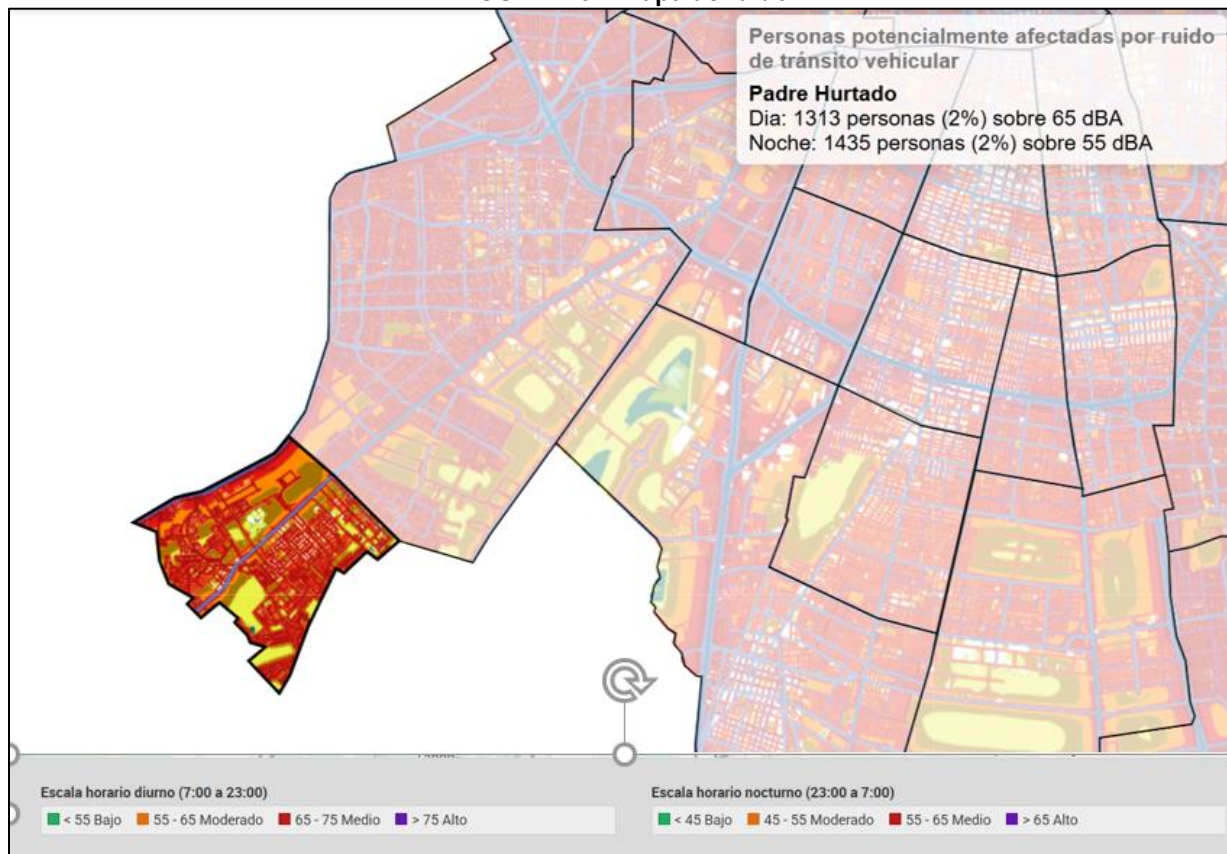 Personas potencialmente afectadas por ruido
de tránsito vehicular
Padre Hurtado
Dia: 1313 personas (2%) sobre 65 dBA
Noche: 1435 personas (2%) sobre 55 dBA
Escala horario diurno (7:00 a 23:00)
< 55 Bajo 55 - 65 Moderado 65 - 75 Medio > 75 Alto
Escala horario nocturno (23:00 a 7:00)
< 45 Bajo 45 - 55 Moderado 55 - 65 Medio > 65 Alto